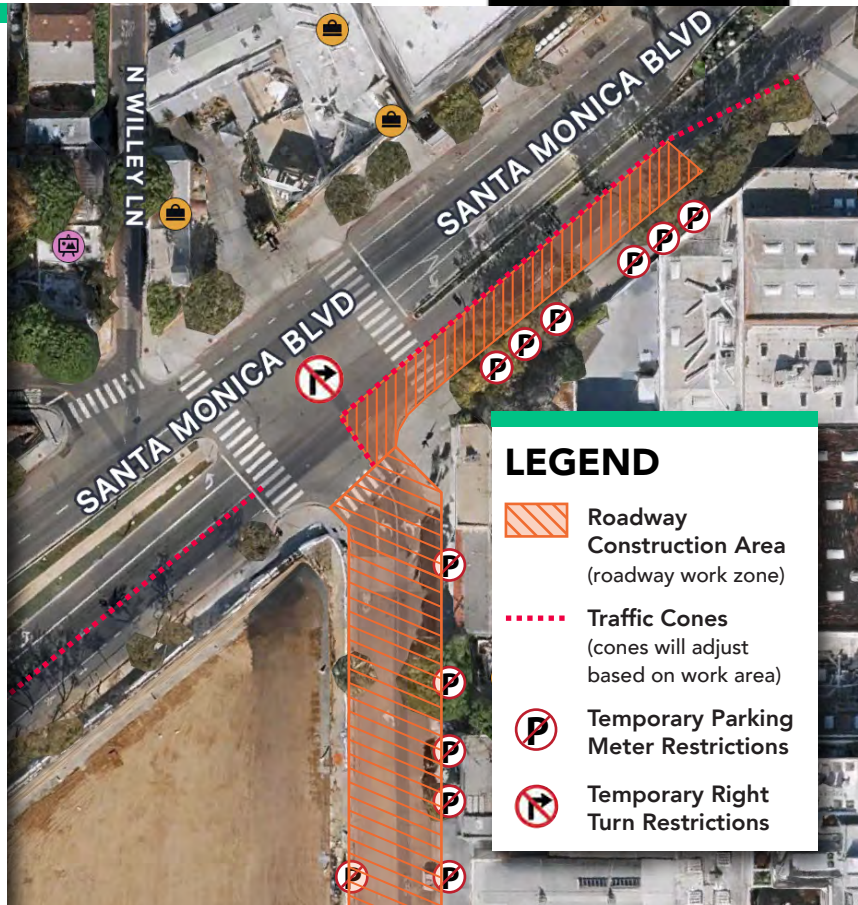 N WILLEY LN
SANTA MONICA BLVD
SANTA MONICA BLVD
P
P
P
P
P
P
P
P
P
P
P
P
LEGEND
Roadway
Construction Area
(roadway work zone)
Traffic Cones
(cones will adjust
based on work area)
P
Temporary Parking
Meter Restrictions
Temporary Right
Turn Restrictions